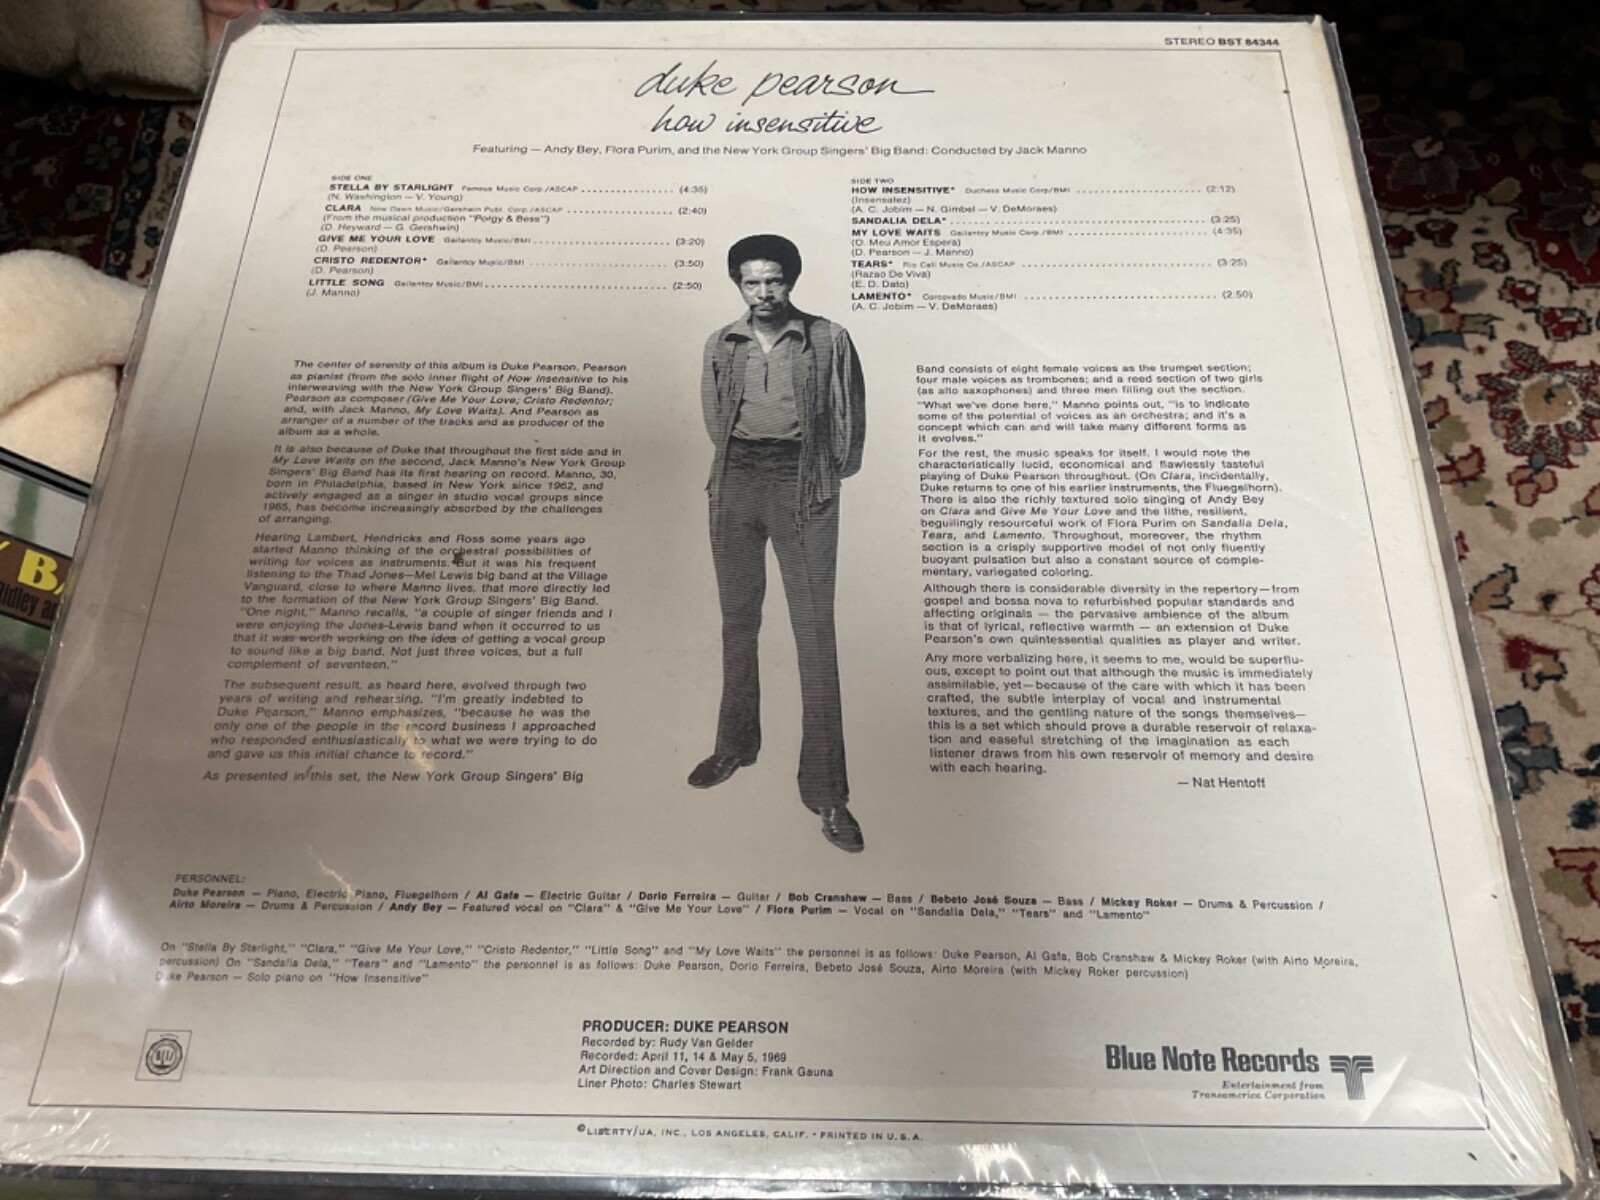 STEREO BST 84344
duke pearson
how insensitive
Featuring — Andy Bey, Flora Purim, and the New York Group Singers' Big Band: Conducted by Jack Manno
SIDE ONE
STELLA BY STARLIGHT Famous Music Corp./ASCAP (4:35)
(N. Washington — V. Young)
CLARA New Dawn Music/Gershwin Publ. Corp./ASCAP (2:40)
(From the musical production "Porgy & Bess")
(D. Heyward — G. Gershwin)
GIVE ME YOUR LOVE Gallantcy Music/BMI (3:20)
(D. Pearson)
CRISTO REDENTOR* Gallantcy Music/BMI (3:50)
(D. Pearson)
LITTLE SONG Gallantcy Music/BMI (2:50)
(J. Manno)
SIDE TWO
HOW INSENSITIVE* Duchess Music Corp/BMI (2:12)
(Insensatez)
(A. C. Jobim — N. Gimbel — V. DeMoraes)
SANDALIA DELA* (3:25)
MY LOVE WAITS Gallantcy Music Corp./BMI (4:35)
(O. Meu Amor Espera)
(D. Pearson — J. Manno)
TEARS* Rio Cali Music Co./ASCAP (3:25)
(Razao De Viva)
(E. D. Dato)
LAMENTO* Corcovado Music/BMI (2:50)
(A. C. Jobim — V. DeMoraes)
The center of serenity of this album is Duke Pearson. Pearson
as pianist (from the solo inner flight of How Insensitive to his
interweaving with the New York Group Singers' Big Band).
Pearson as composer (Give Me Your Love; Cristo Redentor;
and, with Jack Manno, My Love Waits). And Pearson as
arranger of a number of the tracks and as producer of the
album as a whole.
It is also because of Duke that throughout the first side and in
My Love Waits on the second, Jack Manno's New York Group
Singers' Big Band has its first hearing on record. Manno, 30,
born in Philadelphia, based in New York since 1962, and
actively engaged as a singer in studio vocal groups since
1965, has become increasingly absorbed by the challenges
of arranging.
Hearing Lambert, Hendricks and Ross some years ago
started Manno thinking of the orchestral possibilities of
writing for voices as instruments. But it was his frequent
listening to the Thad Jones—Mel Lewis big band at the Village
Vanguard, close to where Manno lives, that more directly led
to the formation of the New York Group Singers' Big Band.
"One night," Manno recalls, "a couple of singer friends and I
were enjoying the Jones-Lewis band when it occurred to us
that it was worth working on the idea of getting a vocal group
to sound like a big band. Not just three voices, but a full
complement of seventeen."
The subsequent result, as heard here, evolved through two
years of writing and rehearsing. "I'm greatly indebted to
Duke Pearson," Manno emphasizes, "because he was the
only one of the people in the record business I approached
who responded enthusiastically to what we were trying to do
and gave us this initial chance to record."
As presented in this set, the New York Group Singers' Big
Band consists of eight female voices as the trumpet section;
four male voices as trombones; and a reed section of two girls
(as alto saxophones) and three men filling out the section.
"What we've done here," Manno points out, "is to indicate
some of the potential of voices as an orchestra; and it's a
concept which can and will take many different forms as
it evolves."
For the rest, the music speaks for itself. I would note the
characteristically lucid, economical and flawlessly tasteful
playing of Duke Pearson throughout. (On Clara, incidentally,
Duke returns to one of his earlier instruments, the Fluegelhorn).
There is also the richly textured solo singing of Andy Bey
on Clara and Give Me Your Love and the lithe, resilient,
beguilingly resourceful work of Flora Purim on Sandalia Dela,
Tears, and Lamento. Throughout, moreover, the rhythm
section is a crisply supportive model of not only fluently
buoyant pulsation but also a constant source of comple-
mentary, variegated coloring.
Although there is considerable diversity in the repertory—from
gospel and bossa nova to refurbished popular standards and
affecting originals — the pervasive ambience of the album
is that of lyrical, reflective warmth — an extension of Duke
Pearson's own quintessential qualities as player and writer.
Any more verbalizing here, it seems to me, would be superflu-
ous, except to point out that although the music is immediately
assimilable, yet—because of the care with which it has been
crafted, the subtle interplay of vocal and instrumental
textures, and the gentling nature of the songs themselves—
this is a set which should prove a durable reservoir of relaxa-
tion and easeful stretching of the imagination as each
listener draws from his own reservoir of memory and desire
with each hearing.
— Nat Hentoff
PERSONNEL:
Duke Pearson — Piano, Electric Piano, Fluegelhorn / Al Gafa — Electric Guitar / Dorio Ferreira — Guitar / Bob Cranshaw — Bass / Bebeto José Souza — Bass / Mickey Roker — Drums & Percussion /
Airto Moreira — Drums & Percussion / Andy Bey — Featured vocal on "Clara" & "Give Me Your Love" / Flora Purim — Vocal on "Sandalia Dela," "Tears" and "Lamento"
On "Stella By Starlight," "Clara," "Give Me Your Love," "Cristo Redentor," "Little Song" and "My Love Waits" the personnel is as follows: Duke Pearson, Al Gafa, Bob Cranshaw & Mickey Roker (with Airto Moreira,
percussion) On "Sandalia Dela," "Tears" and "Lamento" the personnel is as follows: Duke Pearson, Dorio Ferreira, Bebeto José Souza, Airto Moreira (with Mickey Roker percussion)
Duke Pearson — Solo piano on "How Insensitive"
PRODUCER: DUKE PEARSON
Recorded by: Rudy Van Gelder
Recorded: April 11, 14 & May 5, 1969
Art Direction and Cover Design: Frank Gauna
Liner Photo: Charles Stewart
Blue Note Records
Entertainment from
Transamerica Corporation
©LIBERTY/UA, INC., LOS ANGELES, CALIF. • PRINTED IN U.S.A.